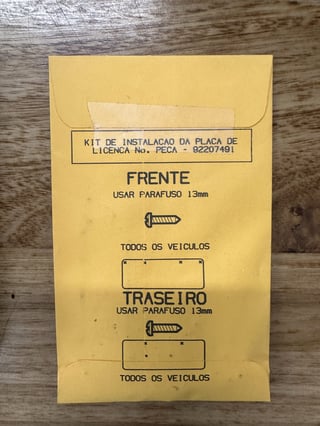 KIT DE INSTALACAO DA PLACA DE
LICENCA No. PECA - 92207491
FRENTE
USAR PARAFUSO 13mm
TODOS OS VEICULOS
TRASEIRO
USAR PARAFUSO 13mm
TODOS OS VEICULOS